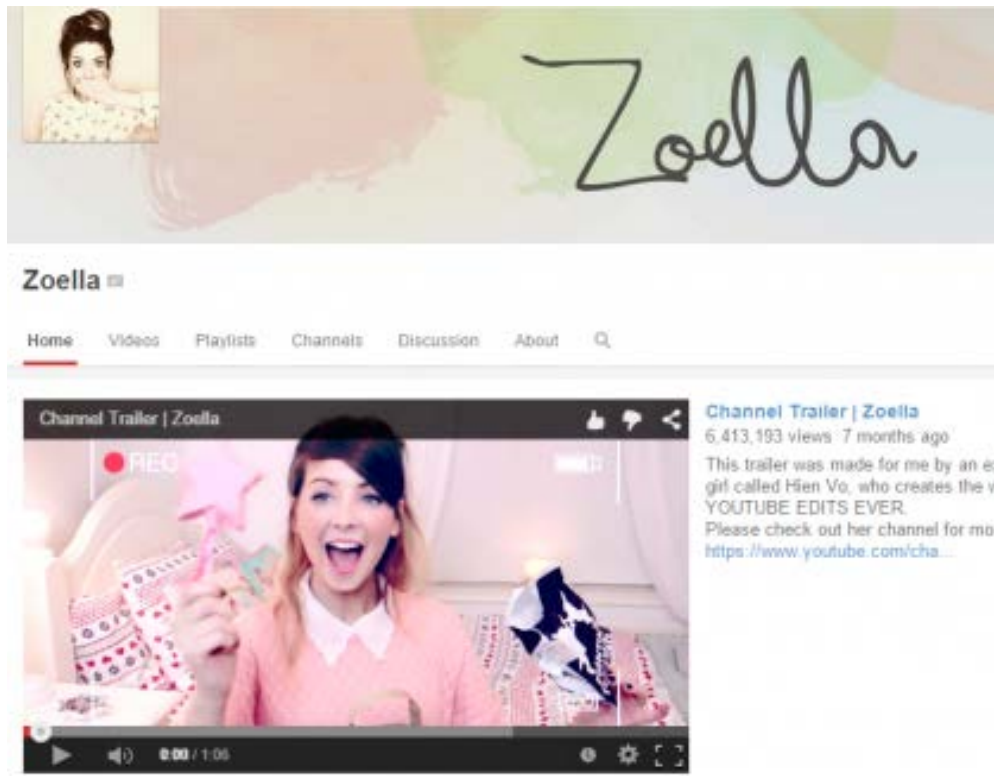 Zoella
Zoella
Home Videos Playlists Channels Discussion About
Channel Trailer | Zoella
REC
0:00 / 1:06
Channel Trailer | Zoella
6,413,193 views 7 months ago
This trailer was made for me by an
girl called Hien Vo, who creates the
YOUTUBE EDITS EVER.
Please check out her channel for
https://www.youtube.com/cha...